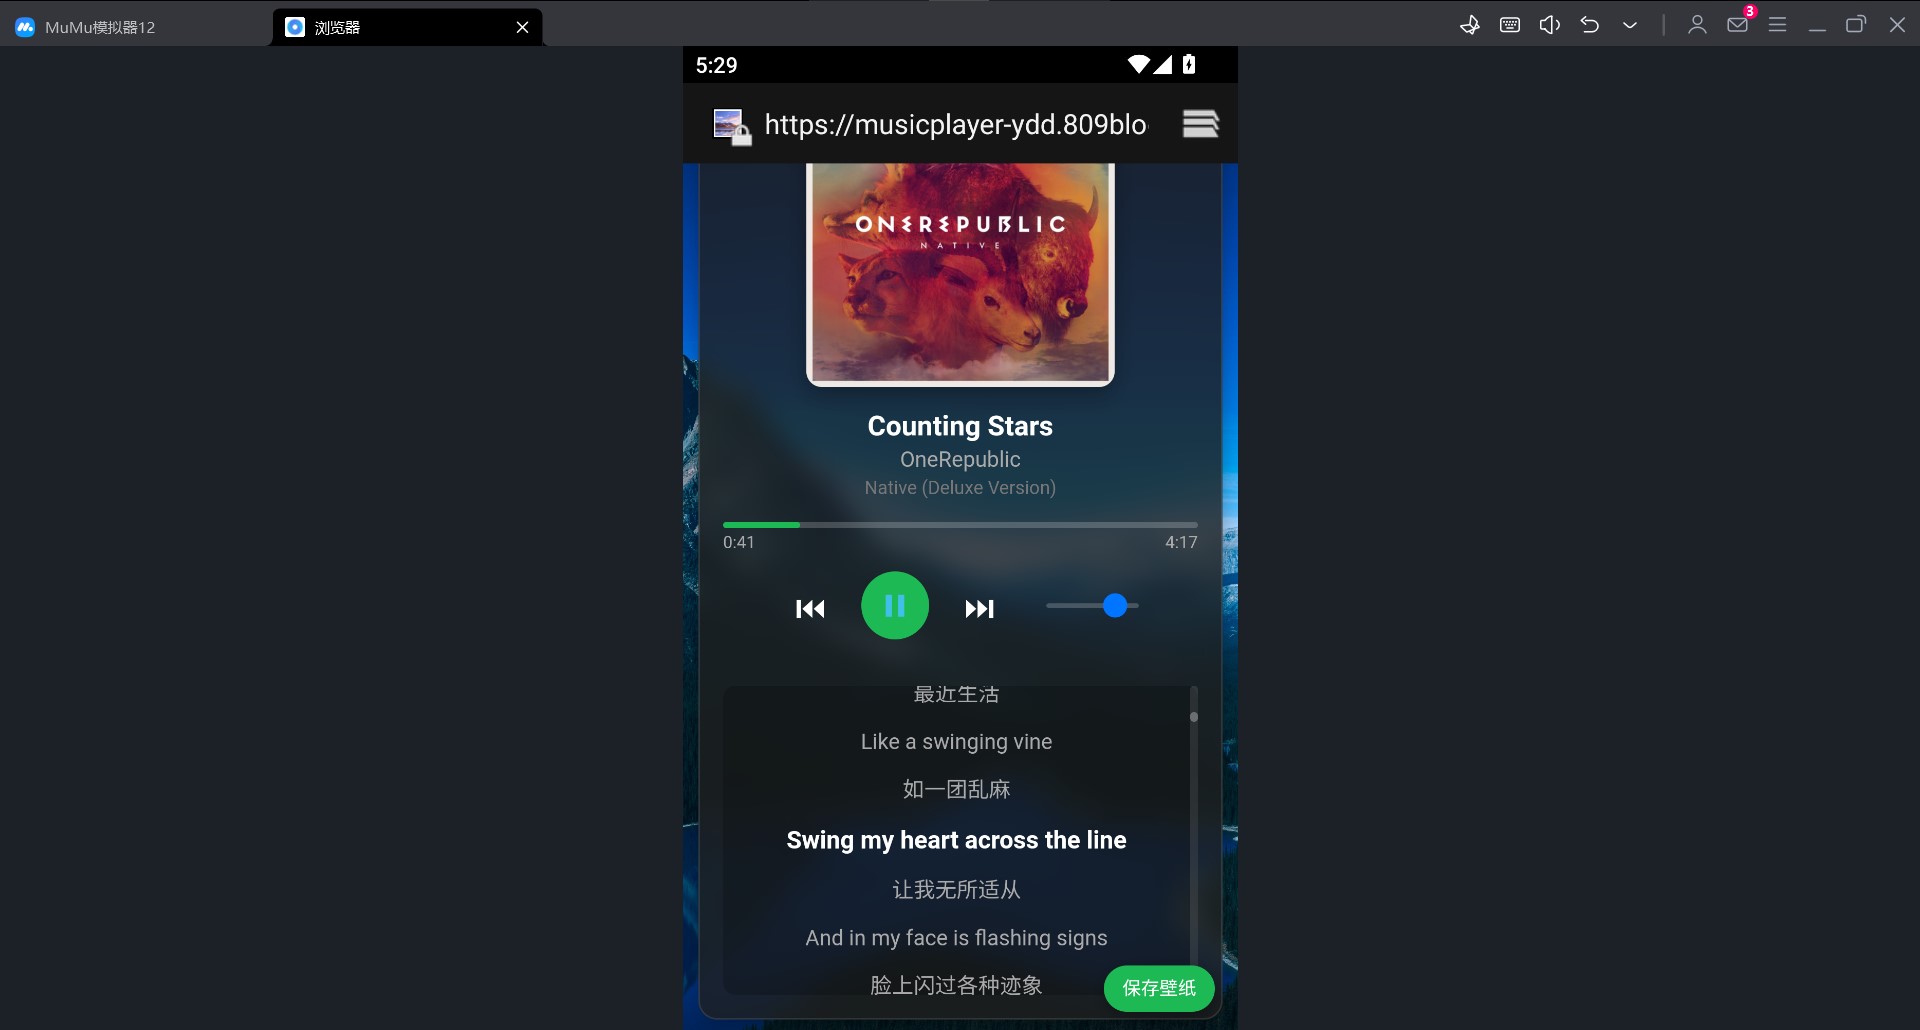 MuMu模拟器12
浏览器
3
5:29
https://musicplayer-ydd.809blo
ONEREPUBLIC
NATIVE
Counting Stars
OneRepublic
Native (Deluxe Version)
0:41
4:17
最近生活
Like a swinging vine
如一团乱麻
Swing my heart across the line
让我无所适从
And in my face is flashing signs
脸上闪过各种迹象
保存壁纸